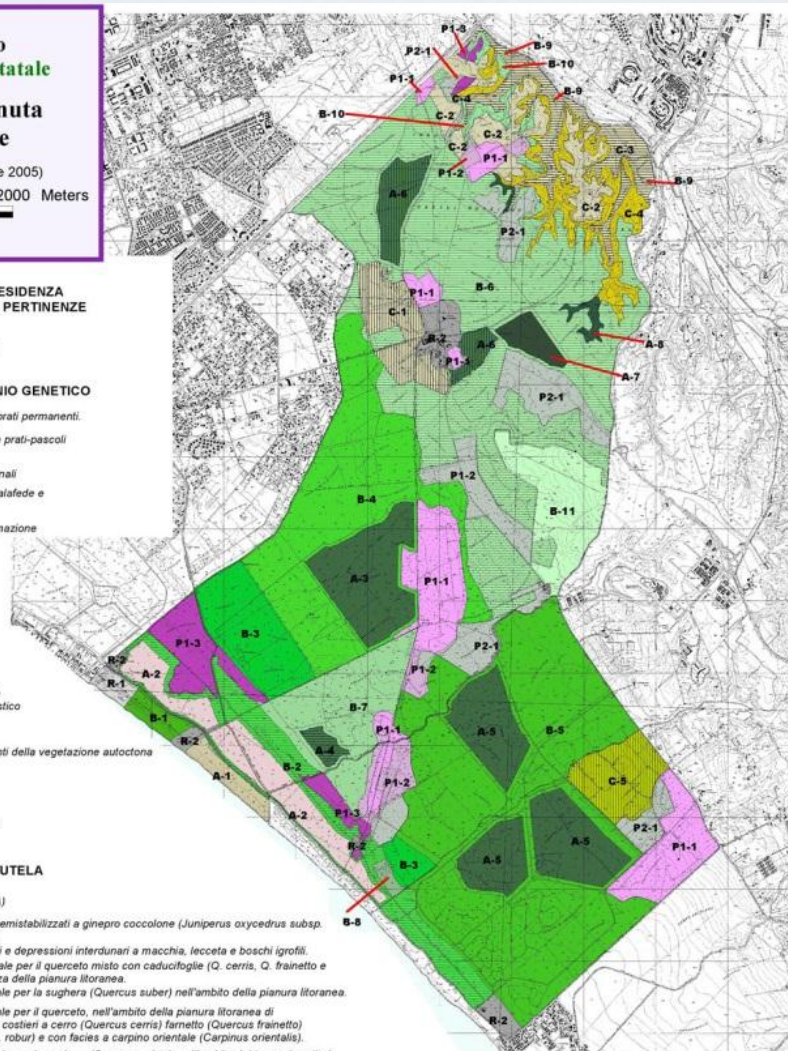 o
tatale
nuta
e
e 2005)
2000 Meters
ESIDENZA
PERTINENZE
NIO GENETICO
prati permanenti.
prati-pascoli
nali
alafede e
mazione
stico
nti della vegetazione autoctona
UTELA
emistabilizzati a ginepro coccolone (Juniperus oxycedrus subsp.
i e depressioni interdunari a macchia, lecceta e boschi igrofili.
ale per il querceto misto con caducifoglie (Q. cerris, Q. frainetto e
za della pianura litoranea.
ale per la sughera (Quercus suber) nell'ambito della pianura litoranea.
ale per il querceto, nell'ambito della pianura litoranea di
costieri a cerro (Quercus cerris) farnetto (Quercus frainetto)
. robur) e con facies a carpino orientale (Carpinus orientalis).
P1-3
B-9
P2-1
B-10
P1-1
B-9
C-4
B-10
C-2
C-2
C-2
C-3
P1-1
P1-2
B-9
A-6
C-2
C-4
P2-1
B-6
P1-1
C-1
R-2
A-6
A-8
P1-3
A-7
P2-1
P1-2
B-4
B-11
A-3
P1-1
B-3
P1-3
P2-1
R-2
A-2
P1-2
R-1
B-7
B-1
A-5
B-5
P1-1
R-2
A-4
B-2
A-1
P1-2
C-5
A-2
P1-3
P2-1
A-5
R-2
P1-1
A-5
B-3
B-8
R-2